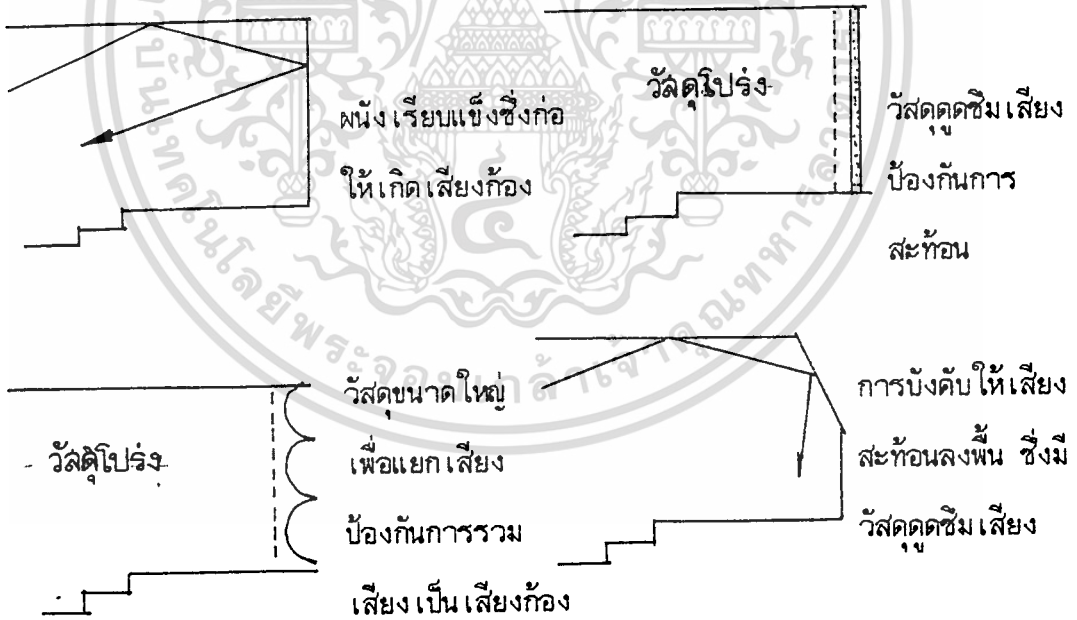 ผนังเรียบแข็งซึ่งก่อ
ให้เกิดเสียงก้อง
วัสดุโปร่ง
วัสดุดูดซึมเสียง
ป้องกันการ
สะท้อน
วัสดุโปร่ง
วัสดุขนาดใหญ่
เพื่อแยกเสียง
ป้องกันการรวม
เสียงเป็นเสียงก้อง
การบังคับให้เสียง
สะท้อนลงพื้น ซึ่งมี
วัสดุดูดซึมเสียง